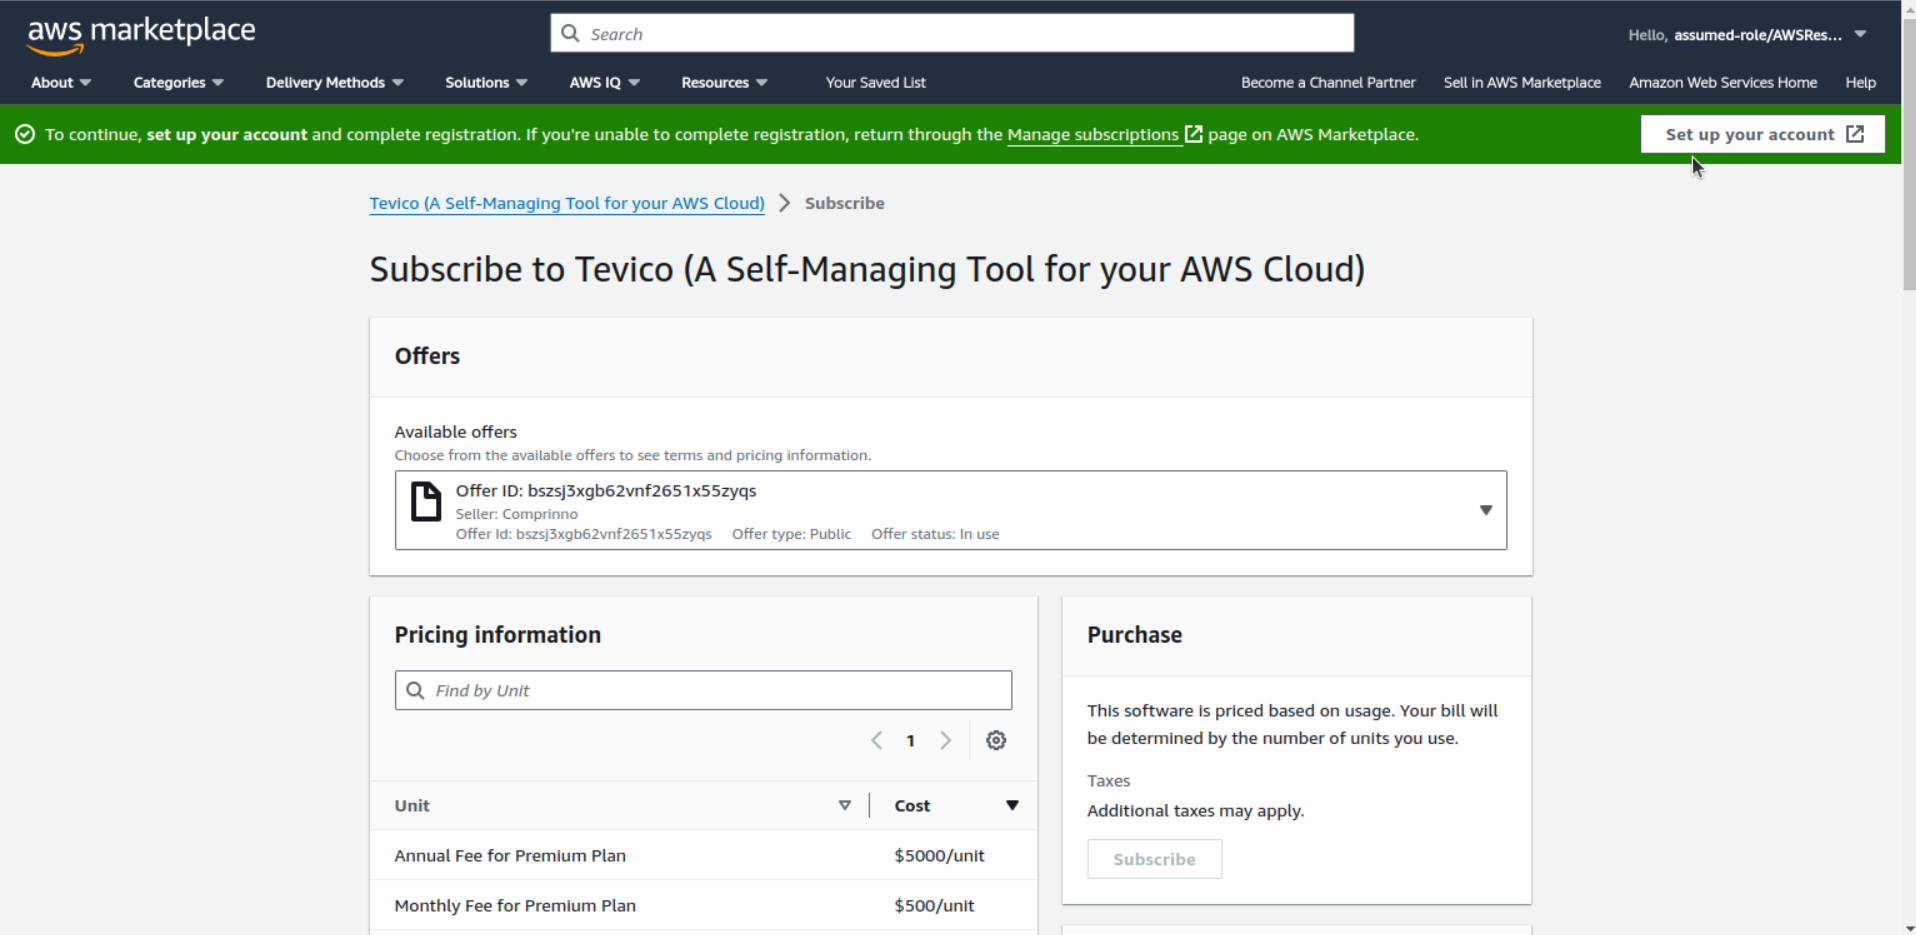 aws marketplace
Search
Hello, assumed-role/AWSRes...
About
Categories
Delivery Methods
Solutions
AWS IQ
Resources
Your Saved List
Become a Channel Partner
Sell in AWS Marketplace
Amazon Web Services Home
Help
To continue, set up your account and complete registration. If you're unable to complete registration, return through the Manage subscriptions page on AWS Marketplace.
Set up your account
Tevico (A Self-Managing Tool for your AWS Cloud) > Subscribe
Subscribe to Tevico (A Self-Managing Tool for your AWS Cloud)
Offers
Available offers
Choose from the available offers to see terms and pricing information.
Offer ID: bszsj3xgb62vnf2651x55zyqs
Seller: Comprinno
Offer Id: bszsj3xgb62vnf2651x55zyqs Offer type: Public Offer status: In use
Pricing information
Find by Unit
1
Unit Cost
Annual Fee for Premium Plan $5000/unit
Monthly Fee for Premium Plan $500/unit
Purchase
This software is priced based on usage. Your bill will
be determined by the number of units you use.
Taxes
Additional taxes may apply.
Subscribe